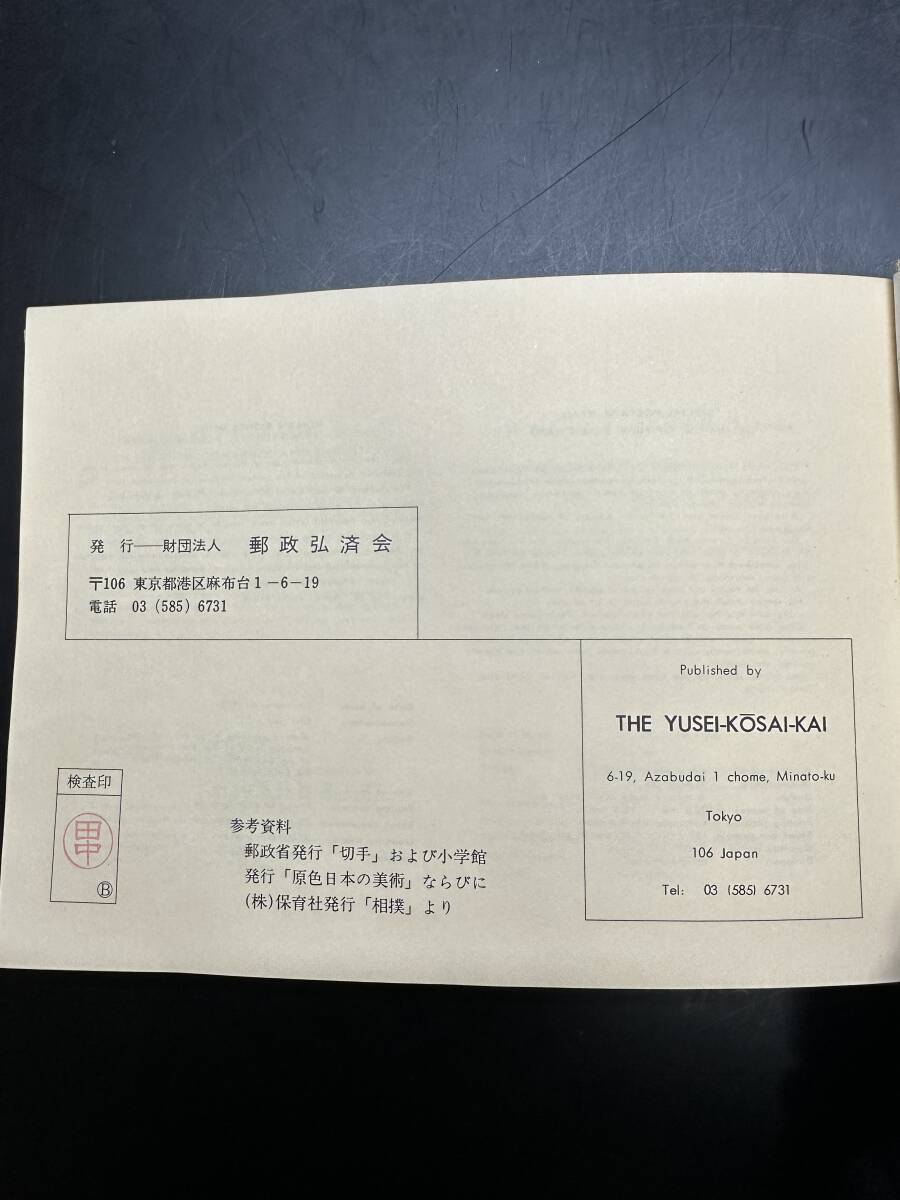 発 行──財団法人 郵政弘済会
〒106 東京都港区麻布台1-6-19
電話 03 (585) 6731
Published by
THE YUSEI-KŌSAI-KAI
6-19, Azabudai 1 chome, Minato-ku
Tokyo
106 Japan
Tel: 03 (585) 6731
検査印
田中
Ⓑ
参考資料
郵政省発行「切手」および小学館
発行「原色日本の美術」ならびに
(株)保育社発行「相撲」より